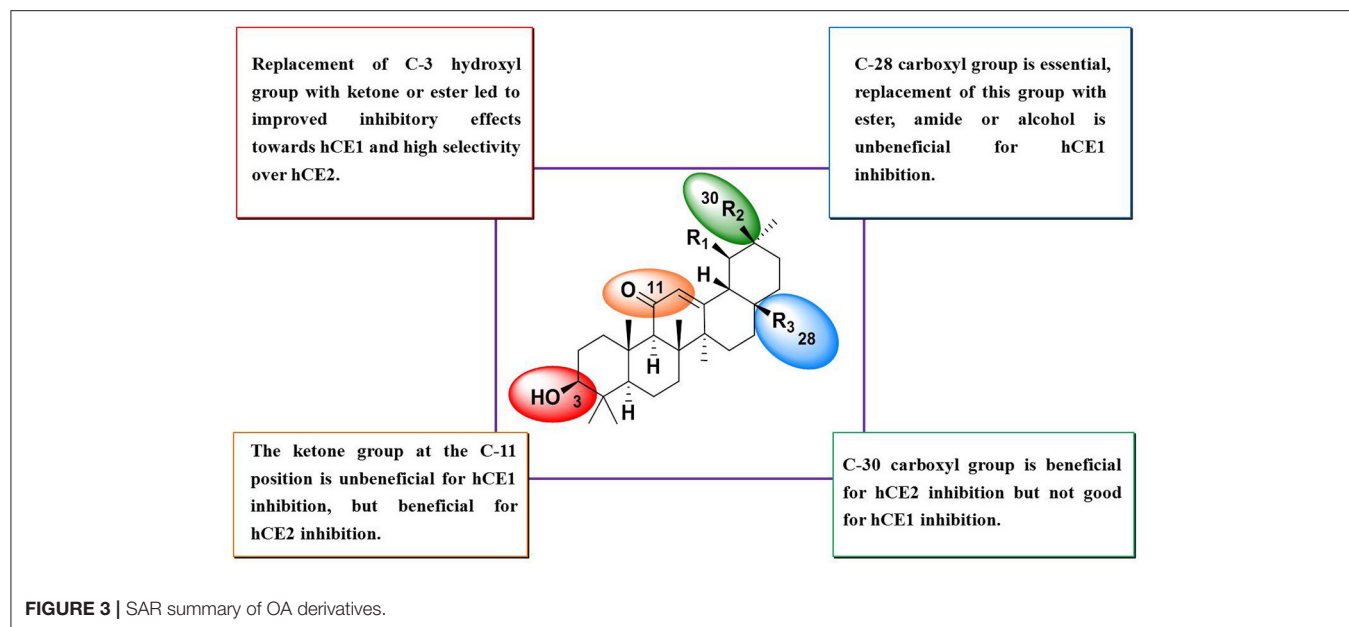 Replacement of C-3 hydroxyl
group with ketone or ester led to
improved inhibitory effects
towards hCE1 and high selectivity
over hCE2.
C-28 carboxyl group is essential,
replacement of this group with
ester, amide or alcohol is
unbeneficial for hCE1
inhibition.
30 R2
R1
H
O 11
R3
28
H
HO 3
H
The ketone group at the C-11
position is unbeneficial for hCE1
inhibition, but beneficial for
hCE2 inhibition.
C-30 carboxyl group is beneficial
for hCE2 inhibition but not good
for hCE1 inhibition.
FIGURE 3 | SAR summary of OA derivatives.